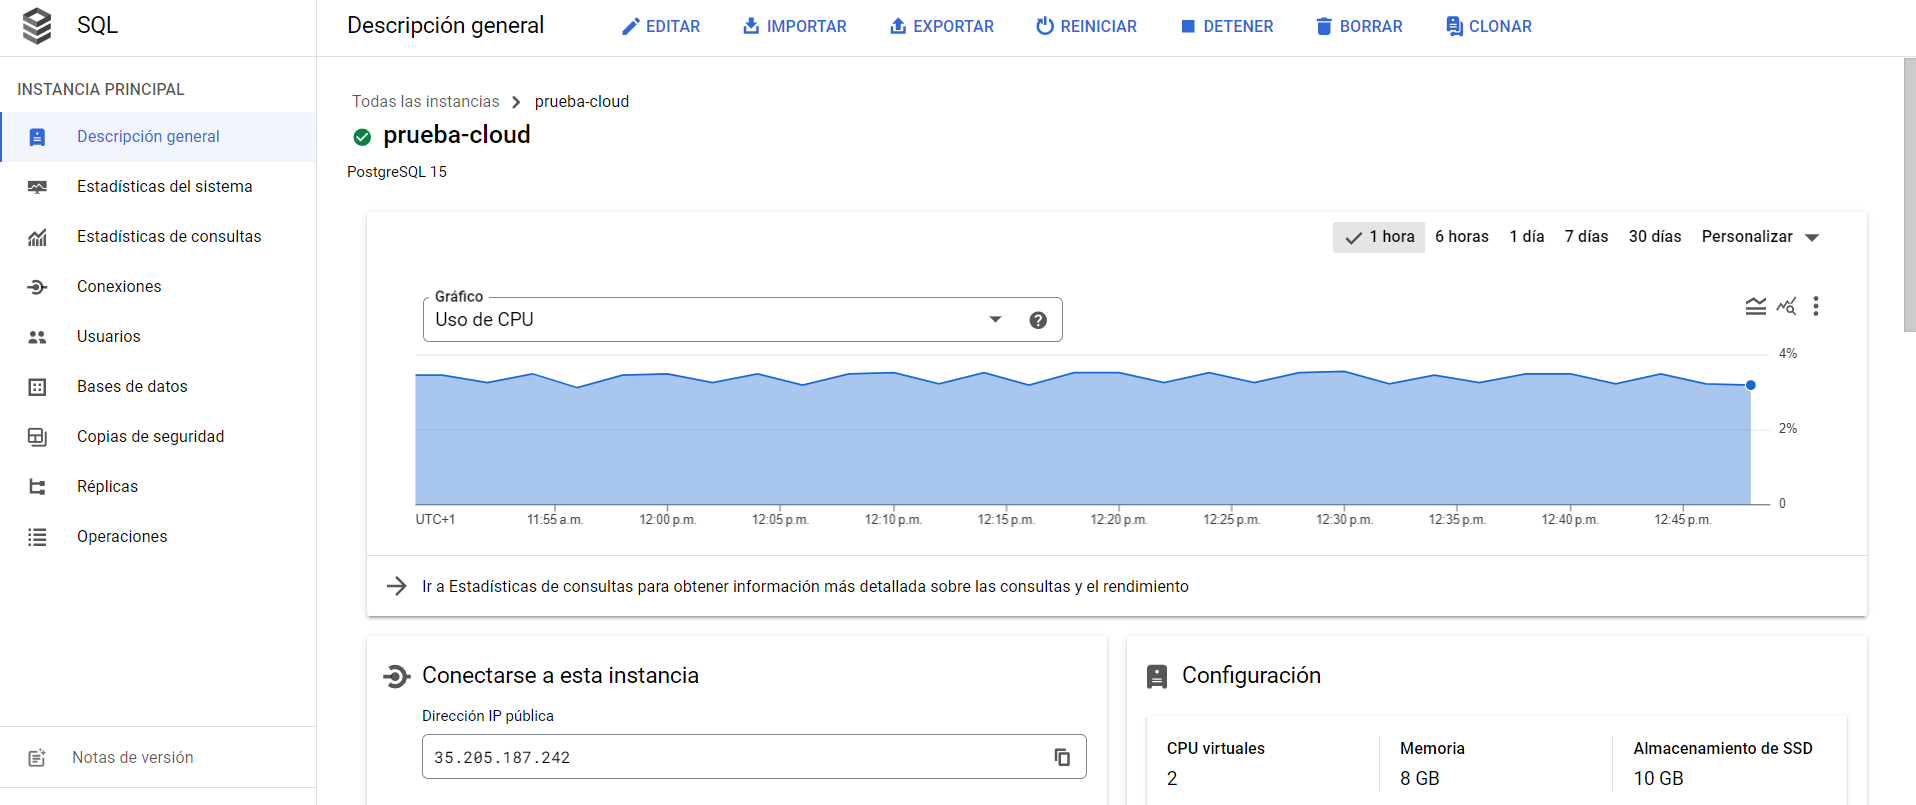 SQL
Descripción general
EDITAR
IMPORTAR
EXPORTAR
REINICIAR
DETENER
BORRAR
CLONAR
INSTANCIA PRINCIPAL
Descripción general
Estadísticas del sistema
Estadísticas de consultas
Conexiones
Usuarios
Bases de datos
Copias de seguridad
Réplicas
Operaciones
Notas de versión
Todas las instancias > prueba-cloud
prueba-cloud
PostgreSQL 15
1 hora 6 horas 1 día 7 días 30 días Personalizar
Gráfico
Uso de CPU
4%
2%
0
UTC+1 11:55 a.m. 12:00 p.m. 12:05 p.m. 12:10 p.m. 12:15 p.m. 12:20 p.m. 12:25 p.m. 12:30 p.m. 12:35 p.m. 12:40 p.m. 12:45 p.m.
Ir a Estadísticas de consultas para obtener información más detallada sobre las consultas y el rendimiento
Conectarse a esta instancia
Dirección IP pública
35.205.187.242
Configuración
CPU virtuales
2
Memoria
8 GB
Almacenamiento de SSD
10 GB